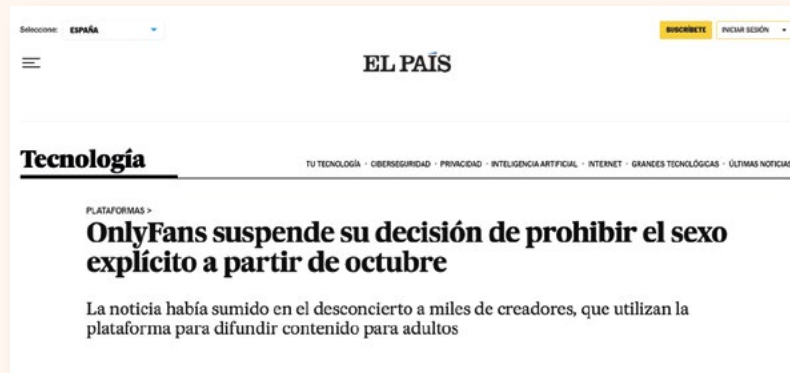 Seleccione: ESPAÑA
SUSCRÍBETE INICIAR SESIÓN
EL PAÍS
Tecnología
TU TECNOLOGÍA · CIBERSEGURIDAD · PRIVACIDAD · INTELIGENCIA ARTIFICIAL · INTERNET · GRANDES TECNOLÓGICAS · ÚLTIMAS NOTICIAS
PLATAFORMAS >
OnlyFans suspende su decisión de prohibir el sexo
explícito a partir de octubre
La noticia había sumido en el desconcierto a miles de creadores, que utilizan la
plataforma para difundir contenido para adultos